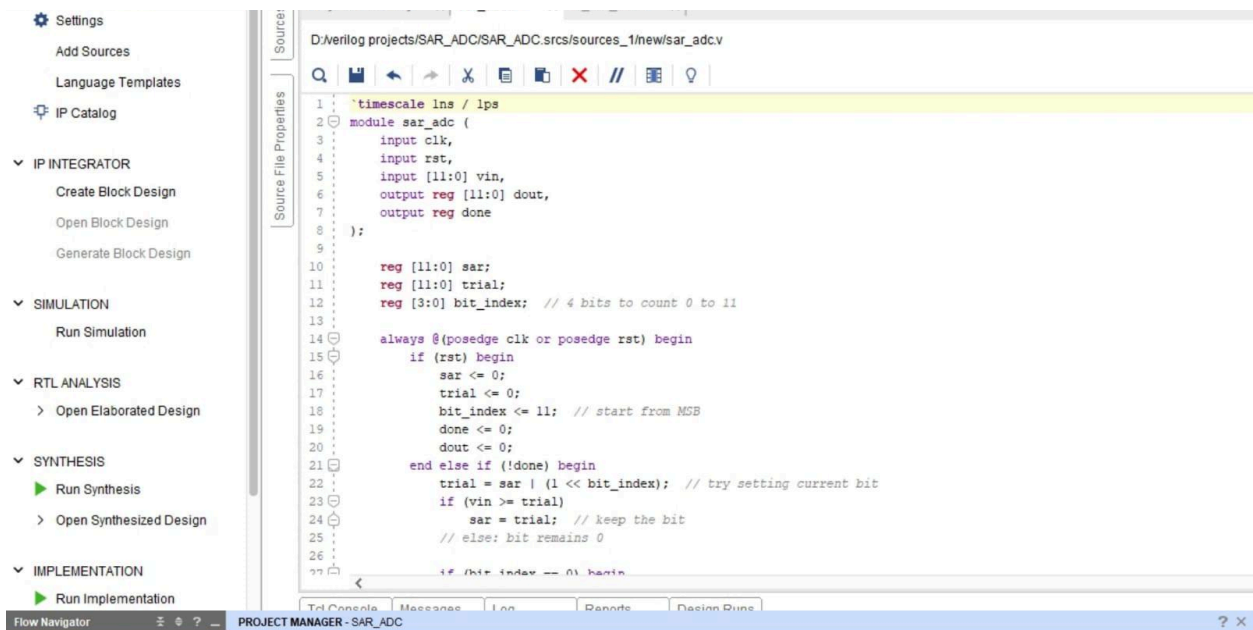 Settings
Add Sources
Language Templates
IP Catalog
IP INTEGRATOR
Create Block Design
Open Block Design
Generate Block Design
SIMULATION
Run Simulation
RTL ANALYSIS
Open Elaborated Design
SYNTHESIS
Run Synthesis
Open Synthesized Design
IMPLEMENTATION
Run Implementation
Flow Navigator
Source File Properties
D:/verilog projects/SAR_ADC/SAR_ADC.srcs/sources_1/new/sar_adc.v
1 `timescale 1ns / 1ps
2 module sar_adc (
3 input clk,
4 input rst,
5 input [11:0] vin,
6 output reg [11:0] dout,
7 output reg done
8 );
9
10 reg [11:0] sar;
11 reg [11:0] trial;
12 reg [3:0] bit_index; // 4 bits to count 0 to 11
13
14 always @(posedge clk or posedge rst) begin
15 if (rst) begin
16 sar <= 0;
17 trial <= 0;
18 bit_index <= 11; // start from MSB
19 done <= 0;
20 dout <= 0;
21 end else if (!done) begin
22 trial = sar | (1 << bit_index); // try setting current bit
23 if (vin >= trial)
24 sar = trial; // keep the bit
25 // else: bit remains 0
26
27 if (bit_index == 0) begin
Tcl Console Messages Log Reports Design Runs
PROJECT MANAGER - SAR_ADC